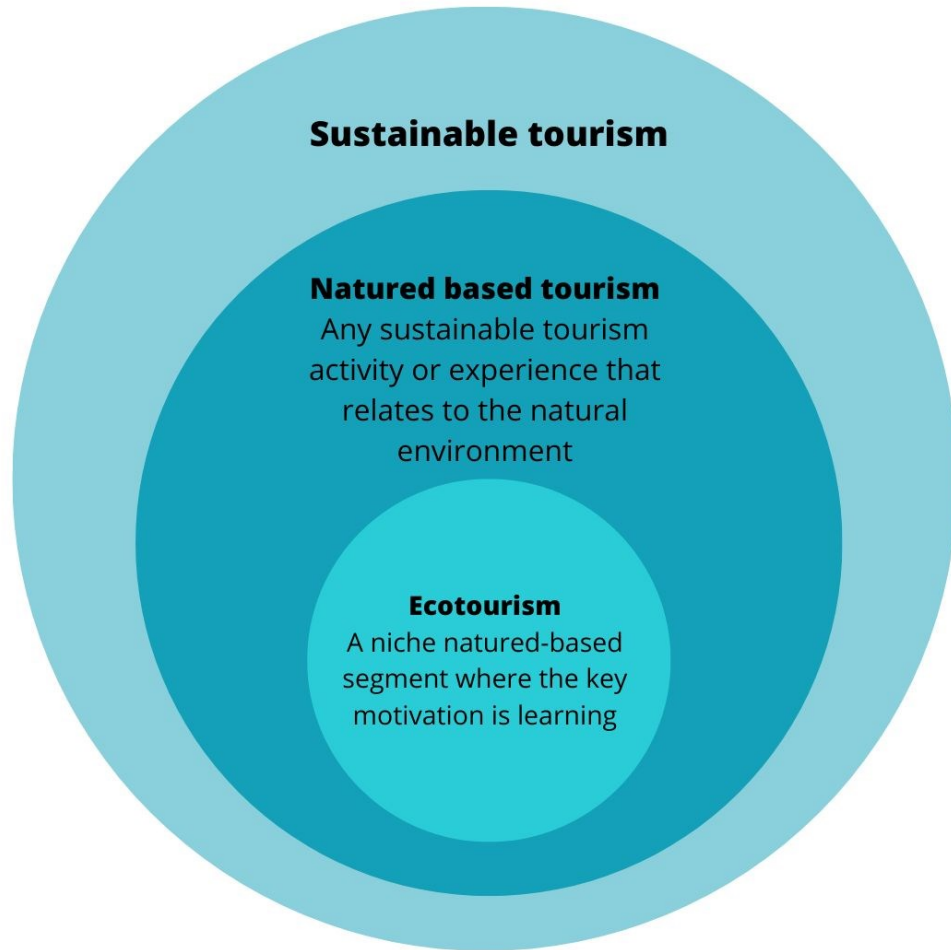 Sustainable tourism
Natured based tourism
Any sustainable tourism
activity or experience that
relates to the natural
environment
Ecotourism
A niche natured-based
segment where the key
motivation is learning